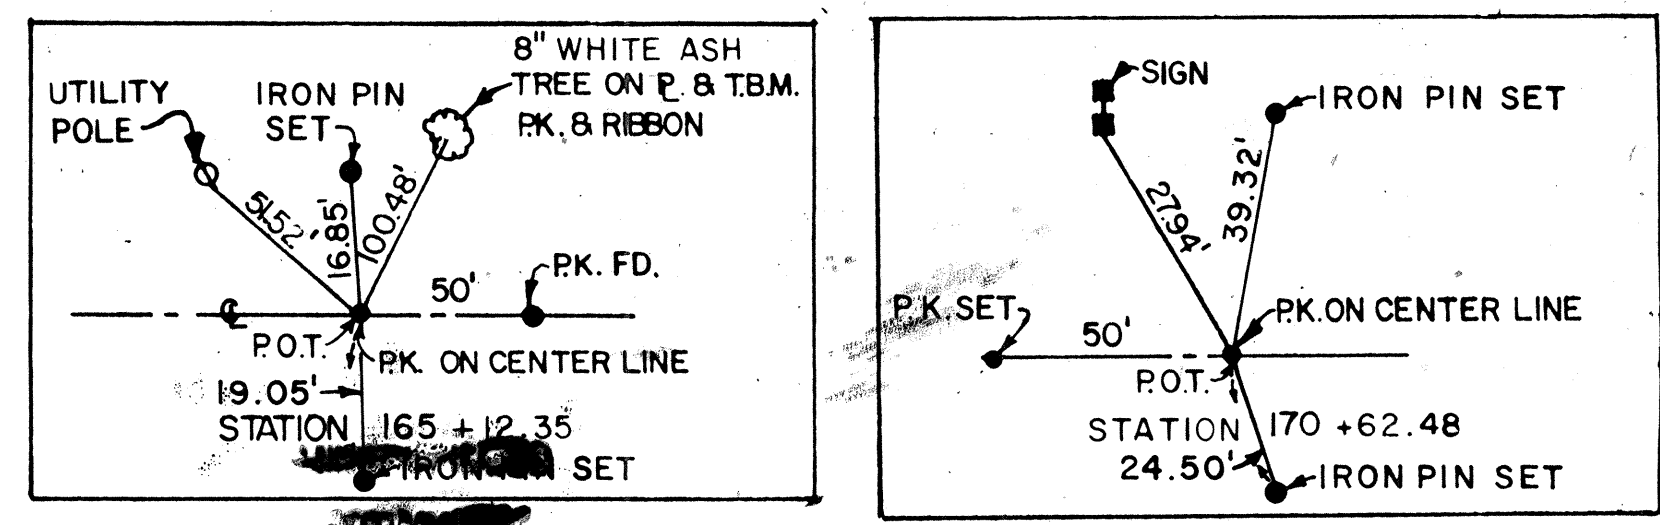 8" WHITE ASH
TREE ON ⅊. & T.B.M.
P.K. & RIBBON
UTILITY
POLE
IRON PIN
SET
51.52'
16.85'
100.48'
50'
P.K. FD.
℄
P.O.T.
P.K. ON CENTER LINE
19.05'
STATION 165 + 12.35
IRON PIN SET
SIGN
IRON PIN SET
27.94'
39.32'
P.K. SET
50'
P.K. ON CENTER LINE
P.O.T.
STATION 170 +62.48
24.50'
IRON PIN SET